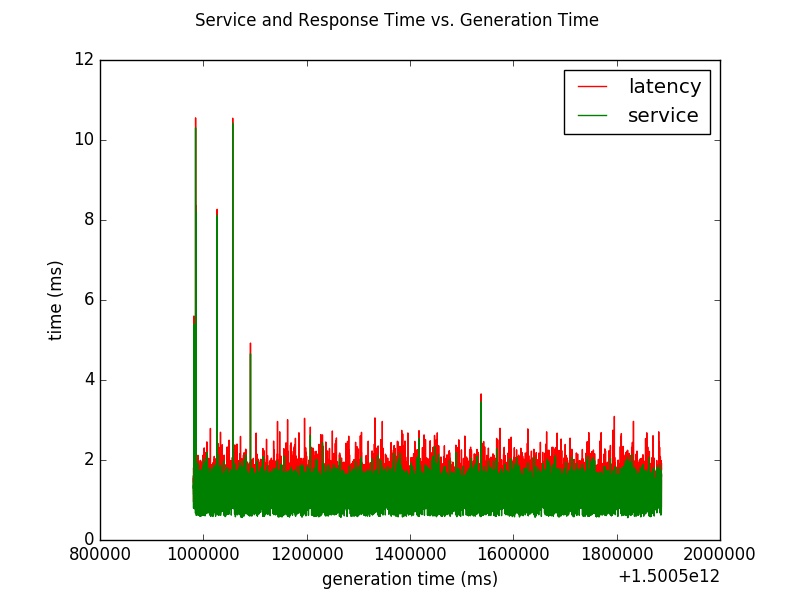 Service and Response Time vs. Generation Time
12
10
8
6
4
2
0
time (ms)
latency
service
800000 1000000 1200000 1400000 1600000 1800000 2000000
generation time (ms)
+1.5005e12